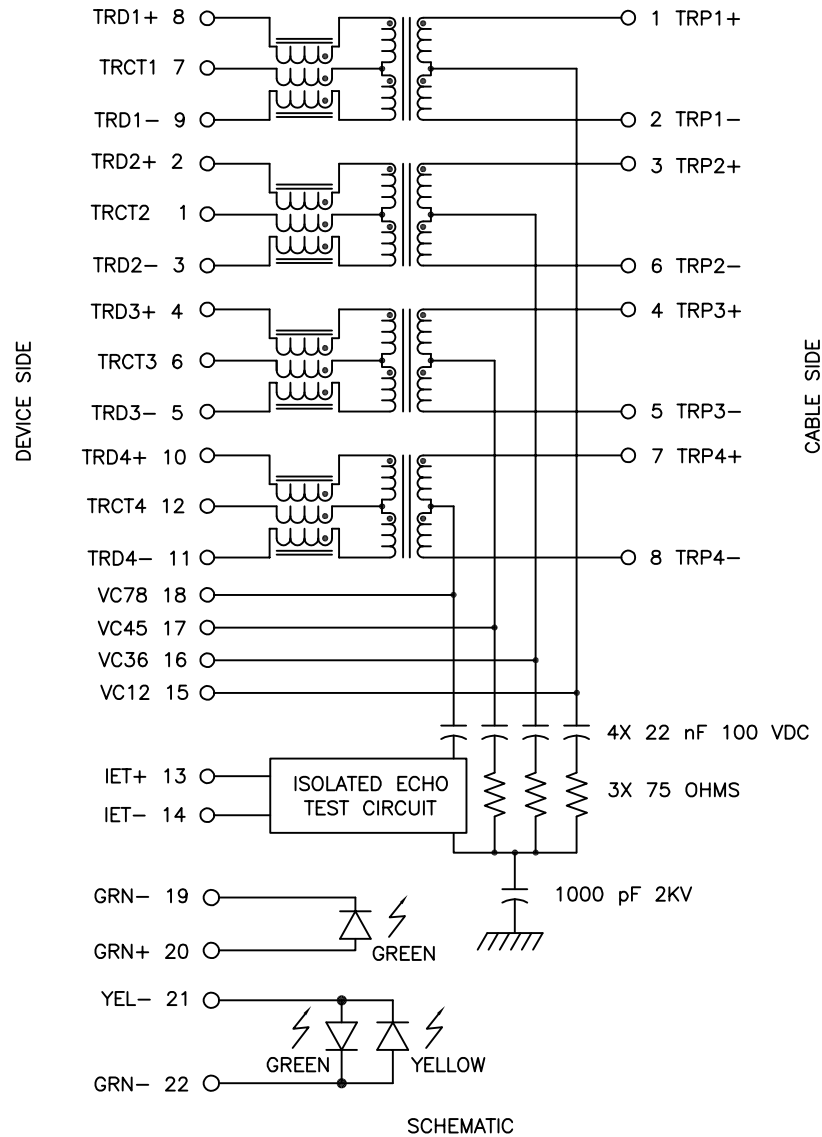 TRD1+ 8
1 TRP1+
TRCT1 7
TRD1- 9
2 TRP1-
TRD2+ 2
3 TRP2+
TRCT2 1
TRD2- 3
6 TRP2-
TRD3+ 4
4 TRP3+
TRCT3 6
TRD3- 5
5 TRP3-
DEVICE SIDE
CABLE SIDE
TRD4+ 10
7 TRP4+
TRCT4 12
TRD4- 11
8 TRP4-
VC78 18
VC45 17
VC36 16
VC12 15
4X 22 nF 100 VDC
IET+ 13
ISOLATED ECHO
TEST CIRCUIT
3X 75 OHMS
IET- 14
GRN- 19
1000 pF 2KV
GRN+ 20
GREEN
YEL- 21
GREEN
YELLOW
GRN- 22
SCHEMATIC